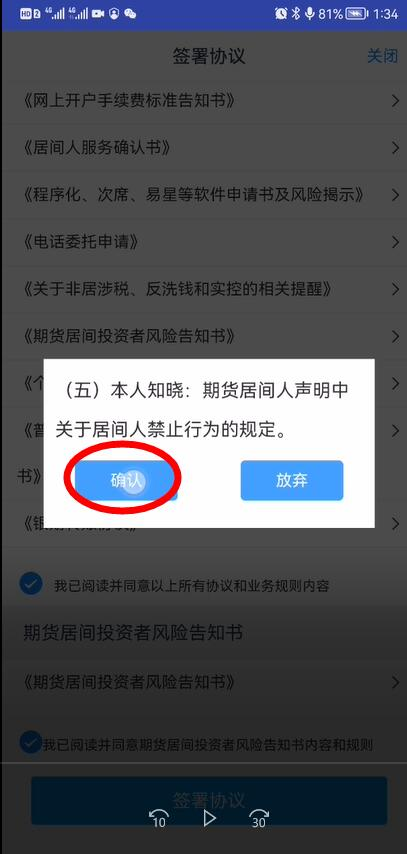 HD 2 4G 4G 81% 1:34
签署协议 关闭
《网上开户手续费标准告知书》
《居间人服务确认书》
《程序化、次席、易星等软件申请书及风险揭示》
《电话委托申请》
《关于非居涉税、反洗钱和实控的相关提醒》
《期货居间投资者风险告知书》
《个
（五）本人知晓：期货居间人声明中
关于居间人禁止行为的规定。
《普
确认 放弃
书》
我已阅读并同意以上所有协议和业务规则内容
期货居间投资者风险告知书
《期货居间投资者风险告知书》
我已阅读并同意期货居间投资者风险告知书内容和规则
签署协议
10 30